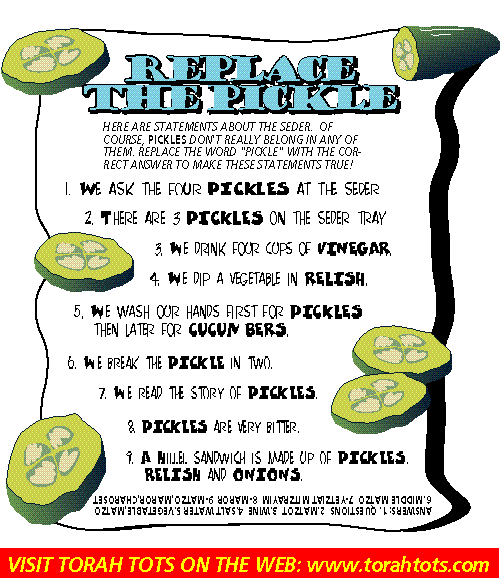 REPLACE
THE PICKLE
HERE ARE STATEMENTS ABOUT THE SEDER. OF
COURSE, PICKLES DON'T REALLY BELONG IN ANY OF
THEM. REPLACE THE WORD "PICKLE" WITH THE COR-
RECT ANSWER TO MAKE THESE STATEMENTS TRUE!
1. WE ASK THE FOUR PICKLES AT THE SEDER
2. THERE ARE 3 PICKLES ON THE SEDER TRAY
3. WE DRINK FOUR CUPS OF VINEGAR.
4. WE DIP A VEGETABLE IN RELISH.
5. WE WASH OUR HANDS FIRST FOR PICKLES
THEN LATER FOR CUCUM BERS.
6. WE BREAK THE PICKLE IN TWO.
7. WE READ THE STORY OF PICKLES.
8. PICKLES ARE VERY BITTER.
9. A HILLEL SANDWICH IS MADE UP OF PICKLES,
RELISH AND ONIONS.
ANSWERS: 1. QUESTIONS 2. MATZOT 3. WINE 4. SALT WATER 5. VEGETABLE, MATZO
6. MIDDLE MATZO 7. YETZIAT MITZRAYIM 8. MAROR 9. MATZO, MAROR, CHAROSET
VISIT TORAH TOTS ON THE WEB: www.torahtots.com